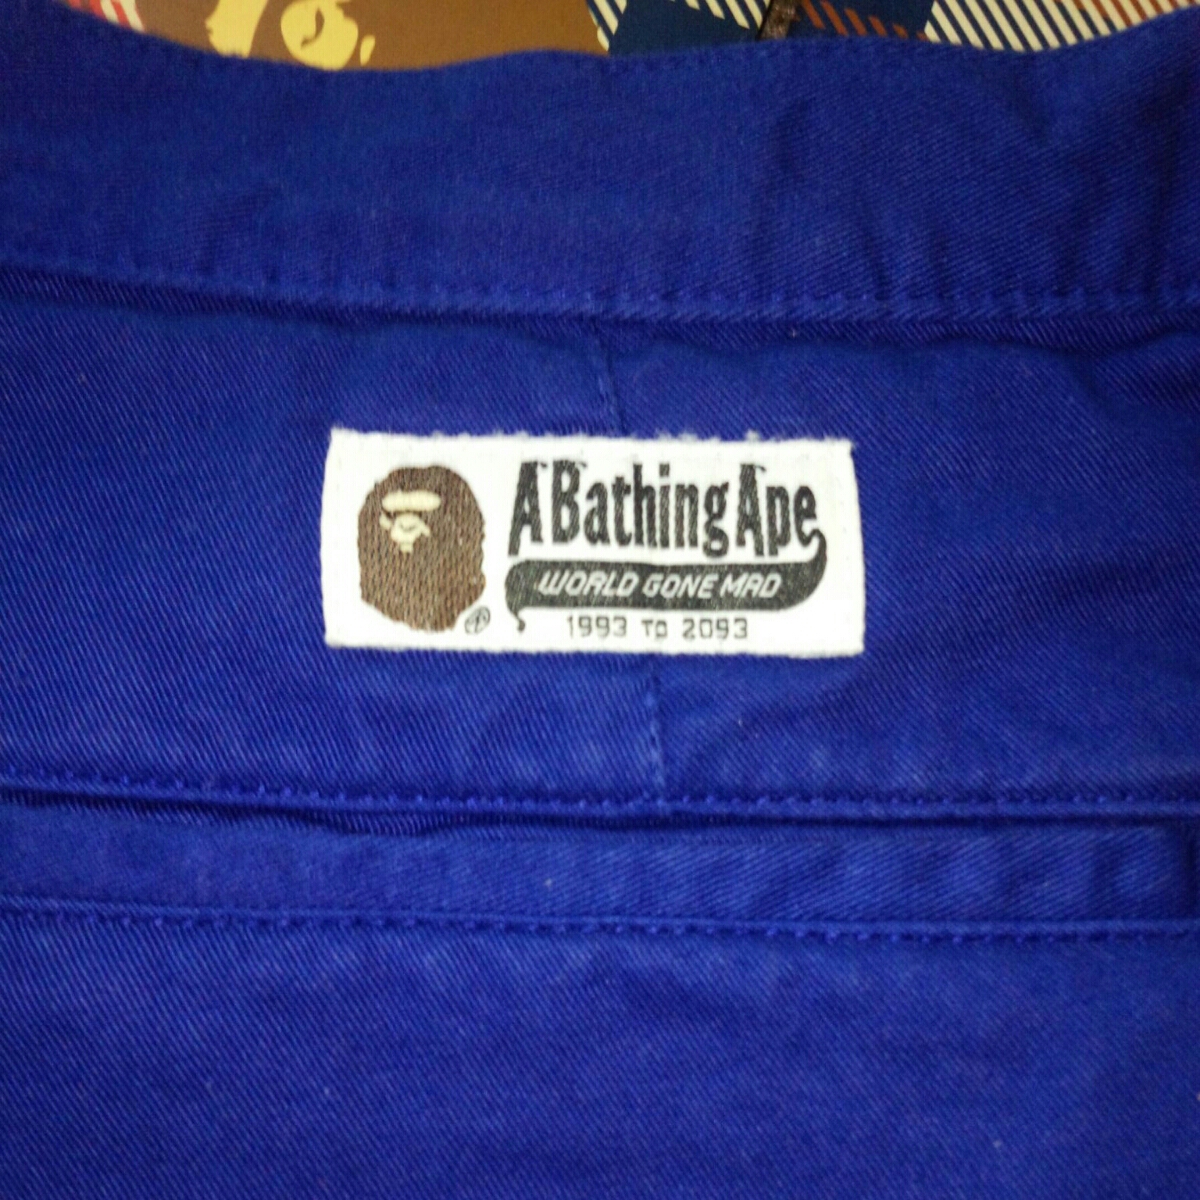 A Bathing Ape
WORLD GONE MAD
1993 TO 2093